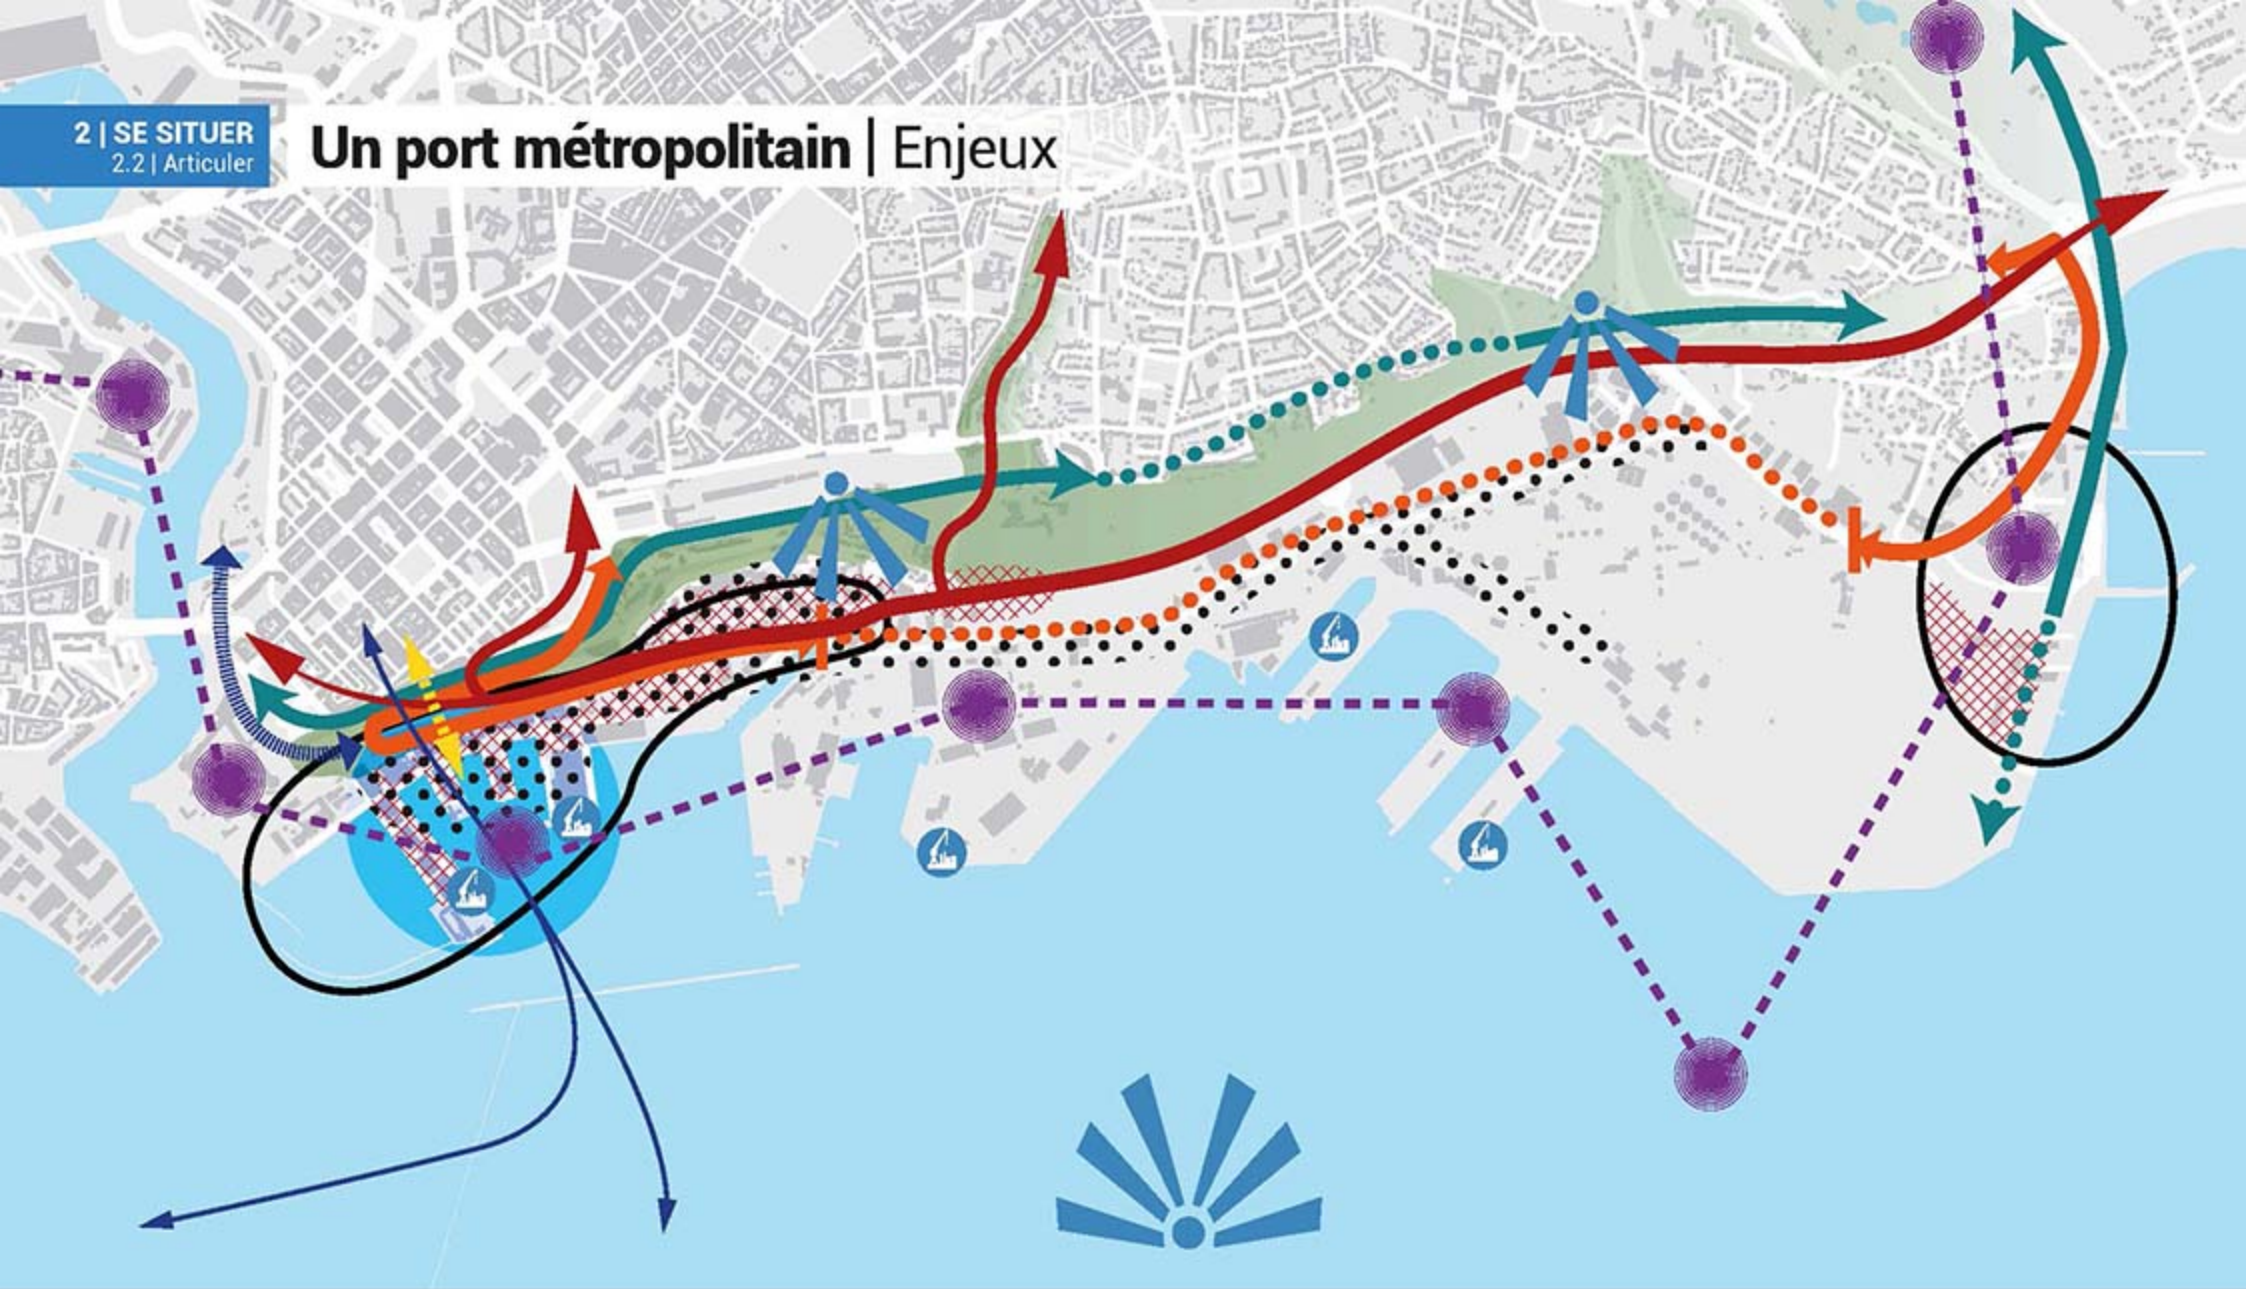 2 | SE SITUER
2.2 | Articuler
Un port métropolitain | Enjeux